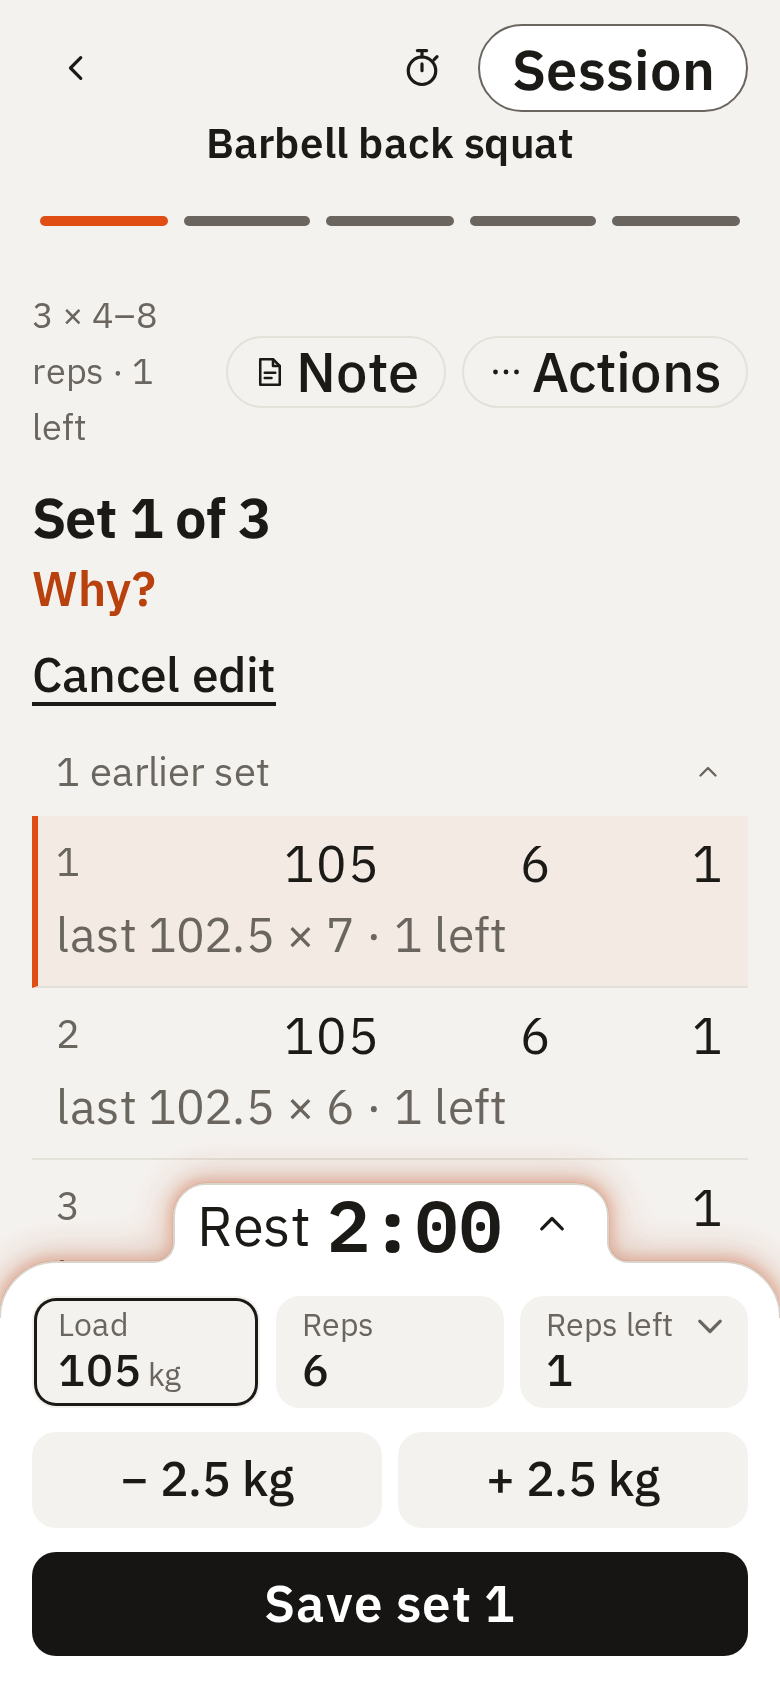 Session
Barbell back squat
3 × 4–8
reps · 1
left
Note
··· Actions
Set 1 of 3
Why?
Cancel edit
1 earlier set
1 105 6 1
last 102.5 × 7 · 1 left
2 105 6 1
last 102.5 × 6 · 1 left
3 1
Rest 2:00
Load
105 kg
Reps
6
Reps left
1
− 2.5 kg
+ 2.5 kg
Save set 1